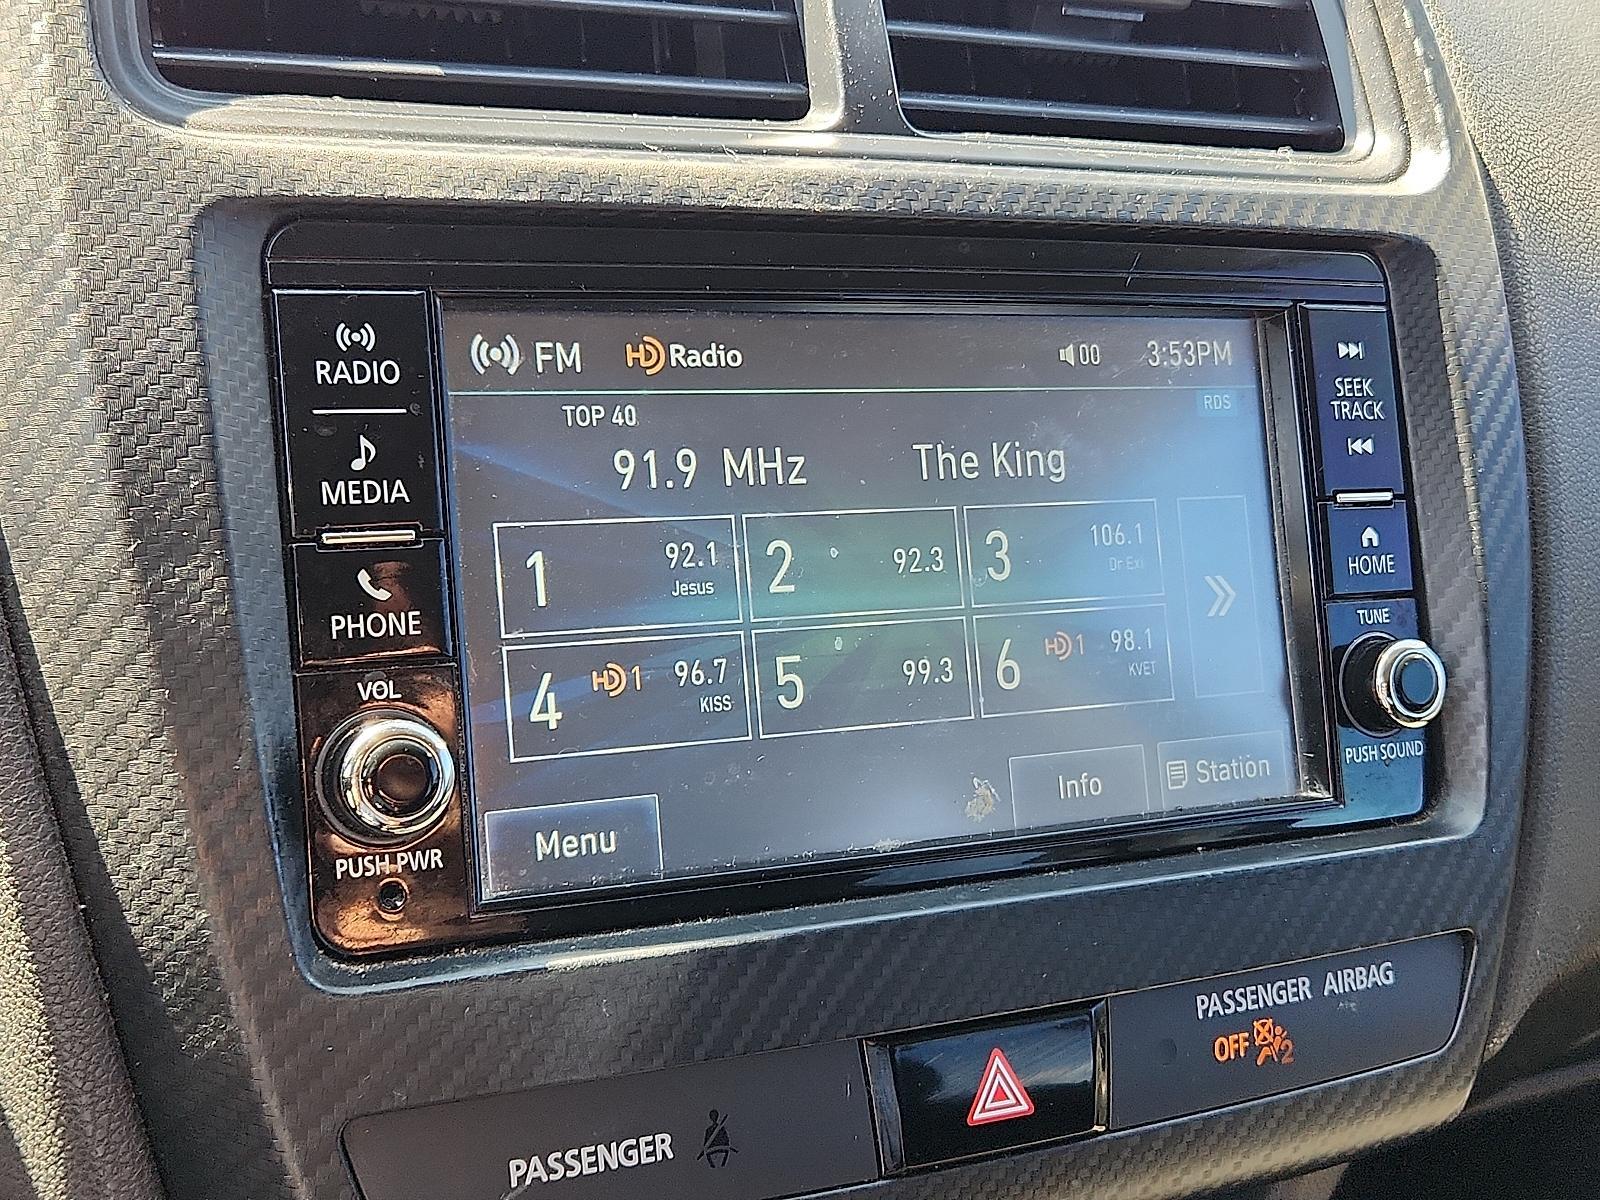 RADIO
MEDIA
PHONE
VOL
PUSH PWR
FM HD Radio 00 3:53PM
RDS
TOP 40
91.9 MHz The King
1 92.1 Jesus
2 92.3
3 106.1
4 HD 1 96.7 KISS
5 99.3
6 HD 1 98.1 KVET
Menu
Info
Station
SEEK
TRACK
HOME
TUNE
PUSH SOUND
PASSENGER
PASSENGER AIRBAG
OFF 2